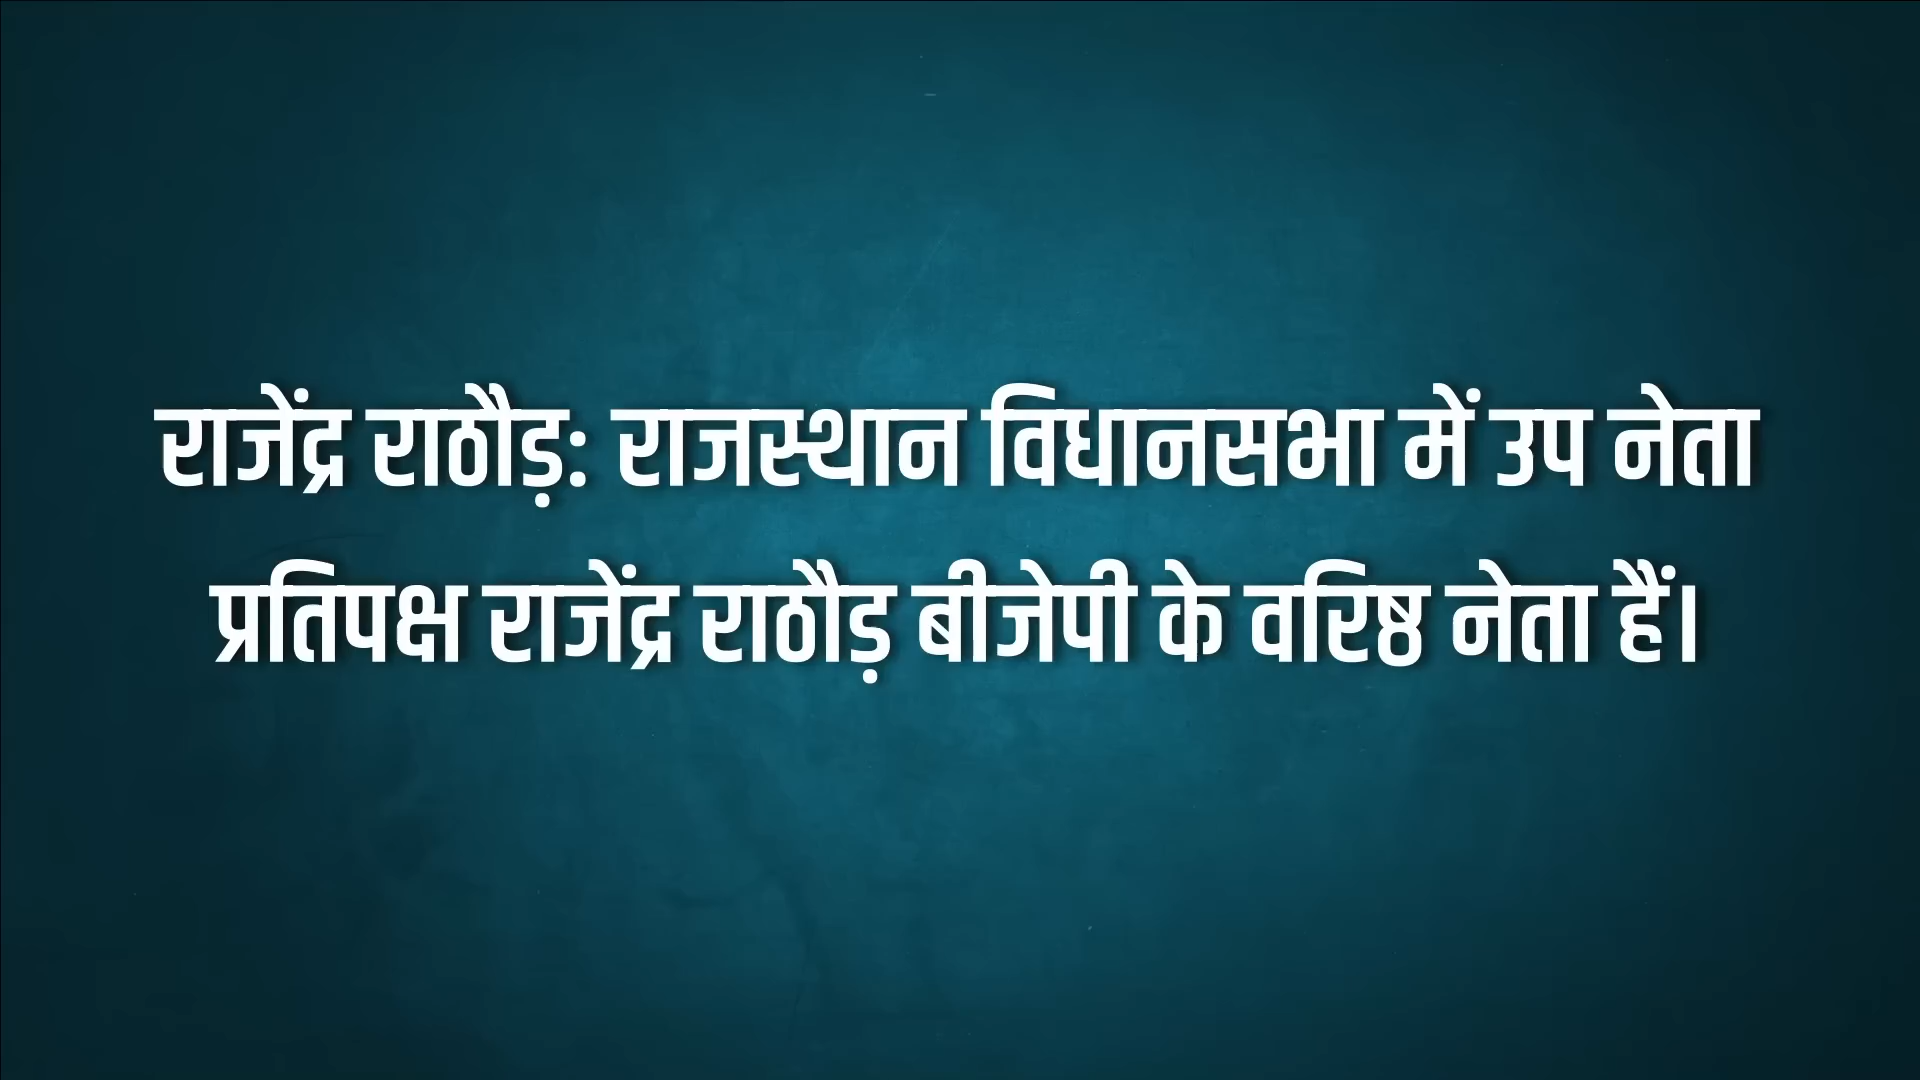 राजेंद्र राठौड़: राजस्थान विधानसभा में उप नेता
प्रतिपक्ष राजेंद्र राठौड़ बीजेपी के वरिष्ठ नेता हैं।